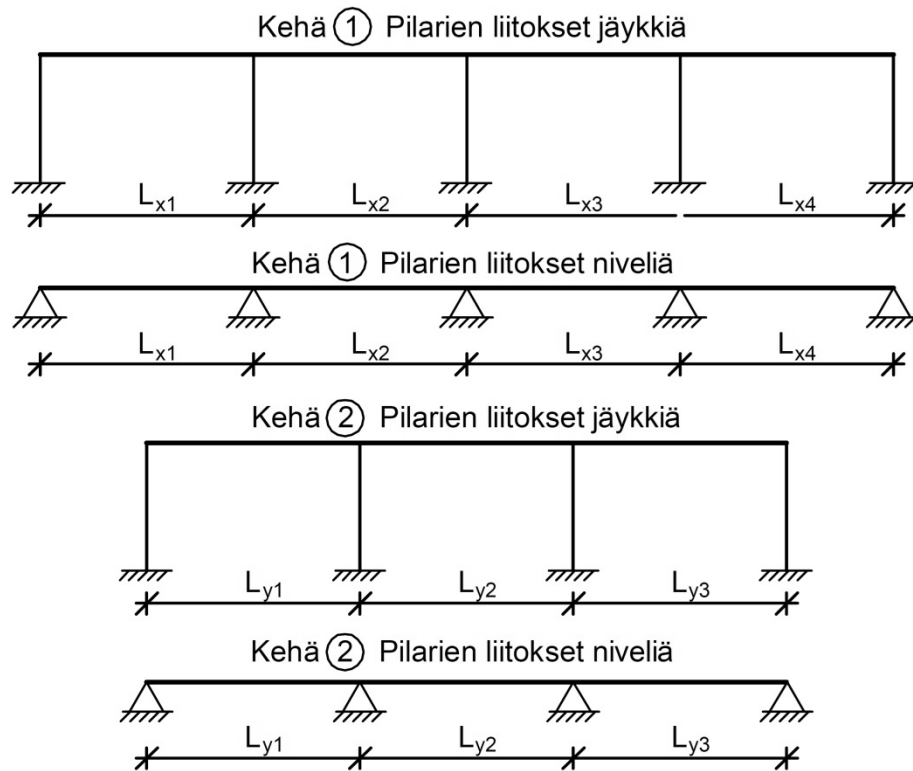 Kehä 1 Pilarien liitokset jäykkiä
Lx1 Lx2 Lx3 Lx4
Kehä 1 Pilarien liitokset niveliä
Lx1 Lx2 Lx3 Lx4
Kehä 2 Pilarien liitokset jäykkiä
Ly1 Ly2 Ly3
Kehä 2 Pilarien liitokset niveliä
Ly1 Ly2 Ly3